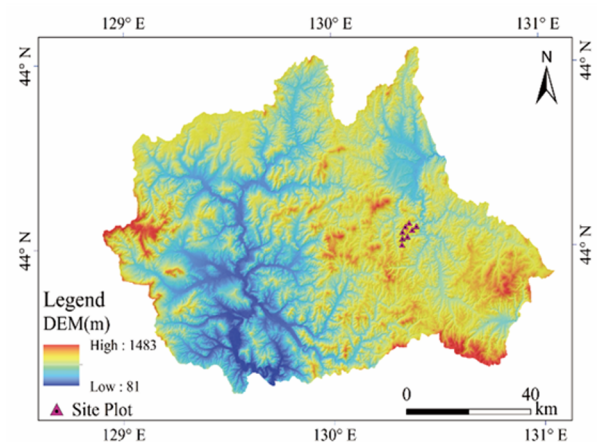 129° E 130° E 131° E
44° N 44° N
N
44° N 44° N
Legend
DEM(m)
High : 1483
Low : 81
Site Plot
0 40
km
129° E 130° E 131° E